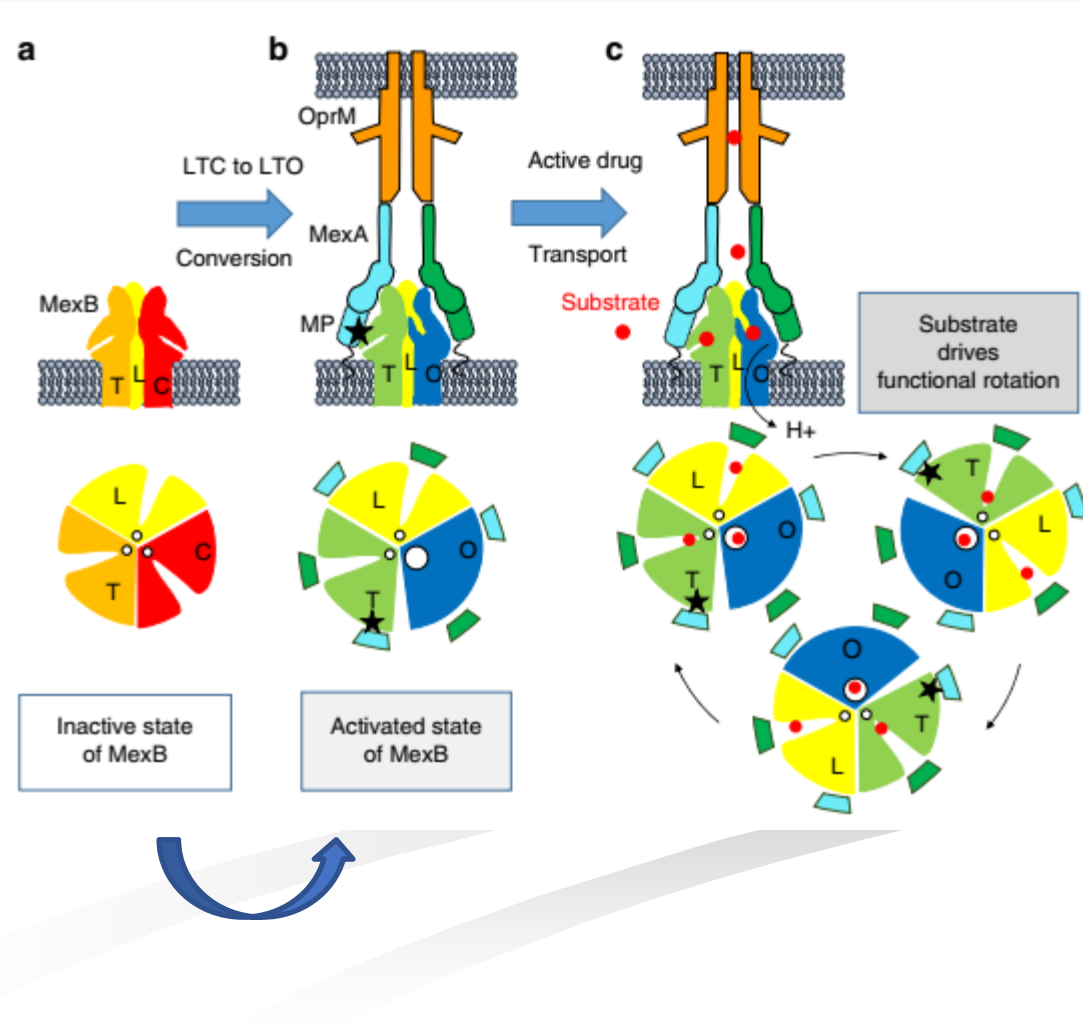 a
b
c
OprM
LTC to LTO
Conversion
Active drug
Transport
MexA
MexB
MP
Substrate
Substrate
drives
functional rotation
T
L
C
T
L
O
T
L
O
H+
L
C
T
L
O
T
L
O
T
T
L
O
O
T
L
Inactive state
of MexB
Activated state
of MexB